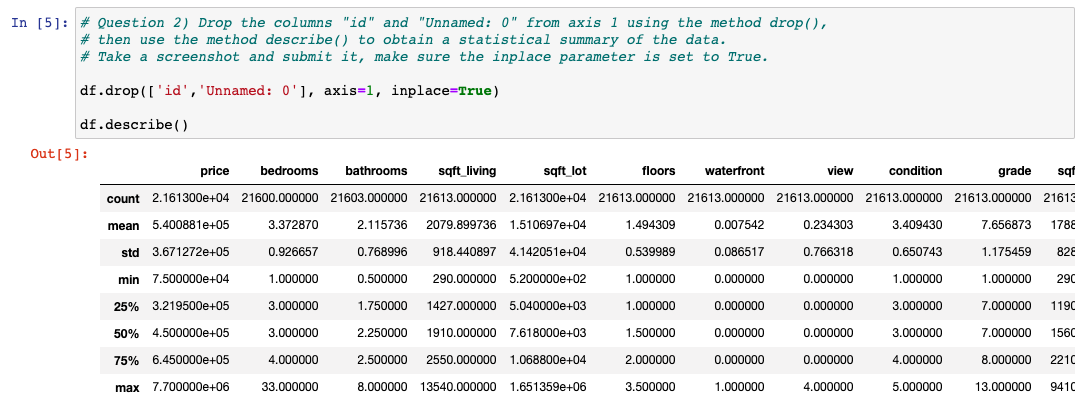 In [5]: # Question 2) Drop the columns "id" and "Unnamed: 0" from axis 1 using the method drop(),
# then use the method describe() to obtain a statistical summary of the data.
# Take a screenshot and submit it, make sure the inplace parameter is set to True.
df.drop(['id','Unnamed: 0'], axis=1, inplace=True)
df.describe()
Out[5]:
price bedrooms bathrooms sqft_living sqft_lot floors waterfront view condition grade sqf
count 2.161300e+04 21600.000000 21603.000000 21613.000000 2.161300e+04 21613.000000 21613.000000 21613.000000 21613.000000 21613.000000 21613
mean 5.400881e+05 3.372870 2.115736 2079.899736 1.510697e+04 1.494309 0.007542 0.234303 3.409430 7.656873 1788
std 3.671272e+05 0.926657 0.768996 918.440897 4.142051e+04 0.539989 0.086517 0.766318 0.650743 1.175459 828
min 7.500000e+04 1.000000 0.500000 290.000000 5.200000e+02 1.000000 0.000000 0.000000 1.000000 1.000000 290
25% 3.219500e+05 3.000000 1.750000 1427.000000 5.040000e+03 1.000000 0.000000 0.000000 3.000000 7.000000 1190
50% 4.500000e+05 3.000000 2.250000 1910.000000 7.618000e+03 1.500000 0.000000 0.000000 3.000000 7.000000 1560
75% 6.450000e+05 4.000000 2.500000 2550.000000 1.068800e+04 2.000000 0.000000 0.000000 4.000000 8.000000 2210
max 7.700000e+06 33.000000 8.000000 13540.000000 1.651359e+06 3.500000 1.000000 4.000000 5.000000 13.000000 9410